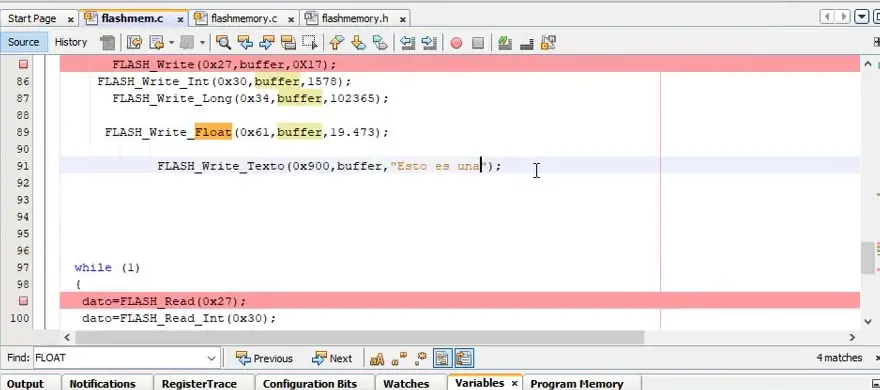 Start Page flashmem.c flashmemory.c flashmemory.h
Source History
FLASH_Write(0x27,buffer,0X17);
86 FLASH_Write_Int(0x30,buffer,1578);
87 FLASH_Write_Long(0x34,buffer,102365);
88
89 FLASH_Write_Float(0x61,buffer,19.473);
90
91 FLASH_Write_Texto(0x900,buffer,"Esto es una");
92
93
94
95
96
97 while (1)
98 {
dato=FLASH_Read(0x27);
100 dato=FLASH_Read_Int(0x30);
Find: FLOAT Previous Next 4 matches
Output Notifications RegisterTrace Configuration Bits Watches Variables Program Memory